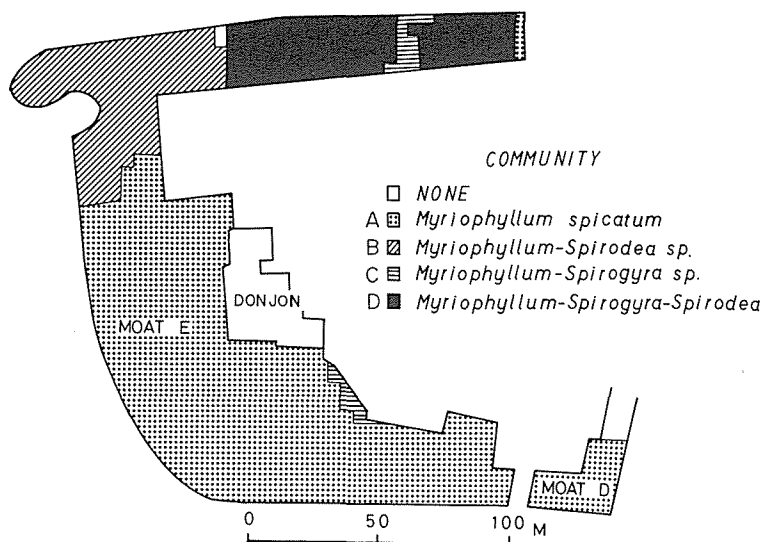 COMMUNITY
NONE
A Myriophyllum spicatum
B Myriophyllum-Spirodea sp.
C Myriophyllum-Spirogyra sp.
D Myriophyllum-Spirogyra-Spirodea
DONJON
MOAT E
MOAT D
0 50 100 M